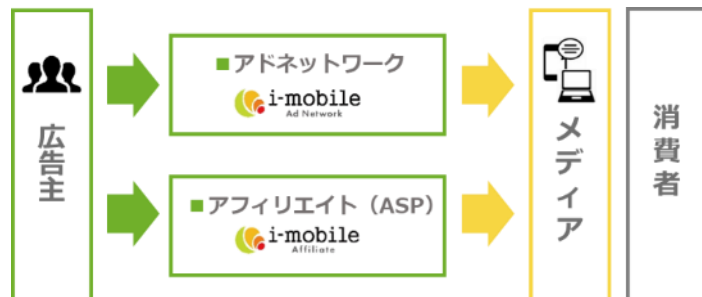 広告主
■アドネットワーク
i-mobile
Ad Network
■アフィリエイト（ASP）
i-mobile
Affiliate
メディア
消費者